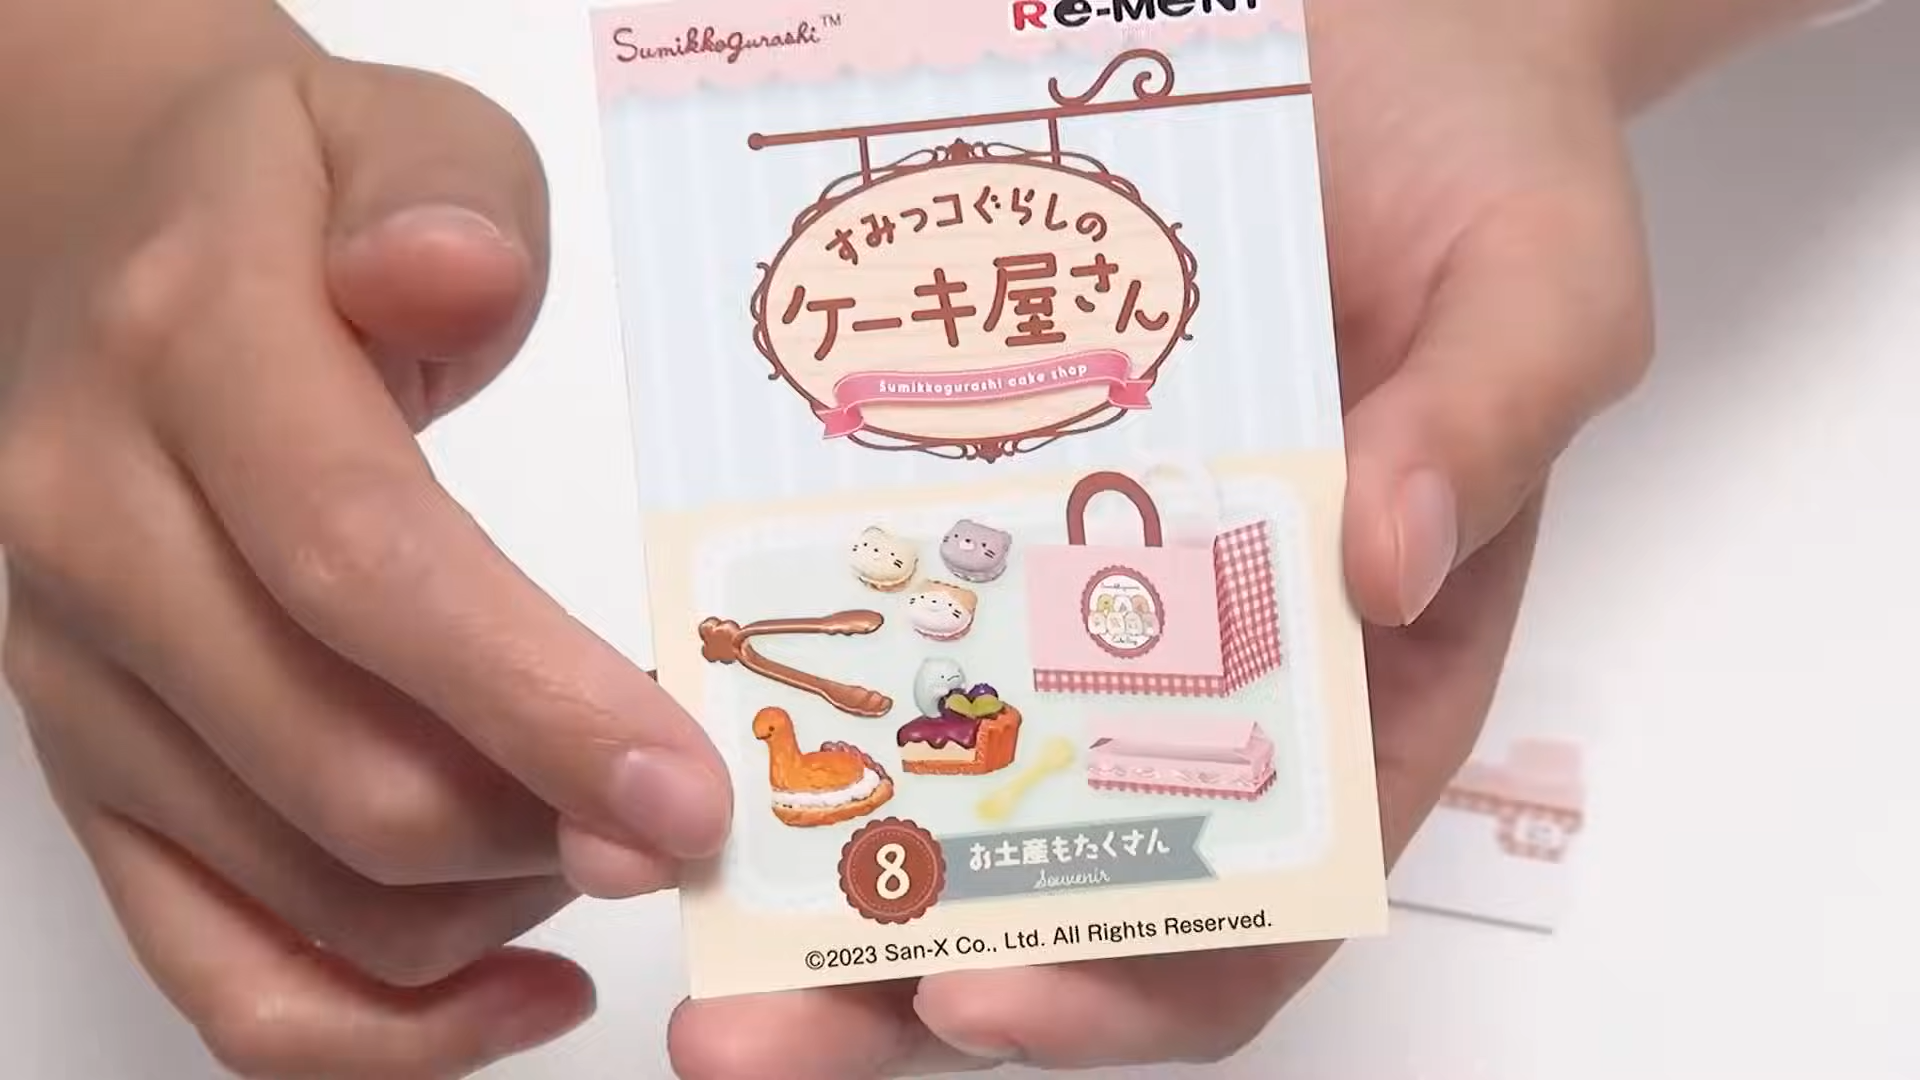 Sumikkogurashi™
Re-MeNT
すみっコぐらしの
ケーキ屋さん
Sumikkogurashi cake shop
8
お土産もたくさん
Souvenir
©2023 San-X Co., Ltd. All Rights Reserved.